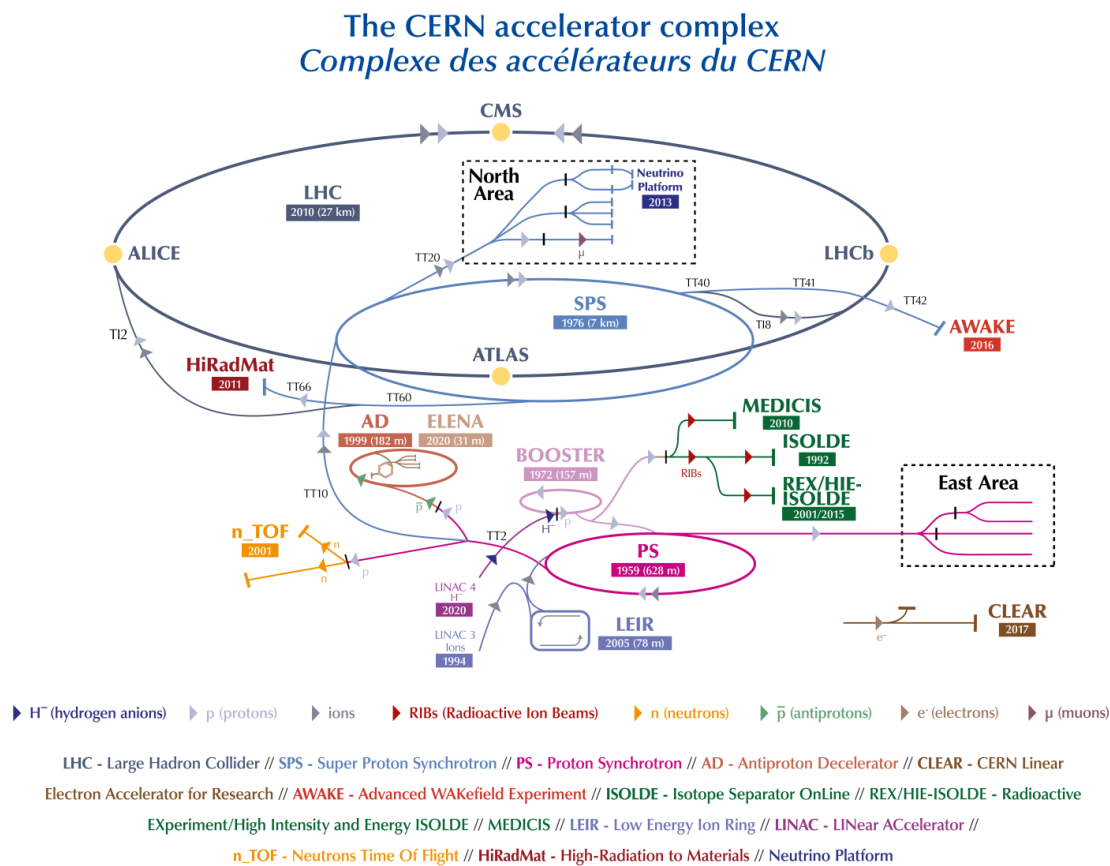 The CERN accelerator complex
Complexe des accélérateurs du CERN
CMS
North
Area
Neutrino
Platform
2013
LHC
2010 (27 km)
ALICE
LHCb
TT20
μ
TT40
TT41
TT42
SPS
1976 (7 km)
TI8
AWAKE
2016
TI2
ATLAS
HiRadMat
2011
TT66
TT60
AD
1999 (182 m)
ELENA
2020 (31 m)
MEDICIS
2010
BOOSTER
1972 (157 m)
ISOLDE
1992
RIBs
REX/HIE-
ISOLDE
2001/2015
East Area
TT10
p̅
p
H⁻
p
n_TOF
2001
n
n
p
TT2
PS
1959 (628 m)
LINAC 4
H⁻
2020
LINAC 3
Ions
1994
LEIR
2005 (78 m)
CLEAR
2017
e⁻
H⁻ (hydrogen anions)
p (protons)
ions
RIBs (Radioactive Ion Beams)
n (neutrons)
p̅ (antiprotons)
e⁻ (electrons)
μ (muons)
LHC - Large Hadron Collider // SPS - Super Proton Synchrotron // PS - Proton Synchrotron // AD - Antiproton Decelerator // CLEAR - CERN Linear
Electron Accelerator for Research // AWAKE - Advanced WAKefield Experiment // ISOLDE - Isotope Separator OnLine // REX/HIE-ISOLDE - Radioactive
EXperiment/High Intensity and Energy ISOLDE // MEDICIS // LEIR - Low Energy Ion Ring // LINAC - LINear ACcelerator //
n_TOF - Neutrons Time Of Flight // HiRadMat - High-Radiation to Materials // Neutrino Platform